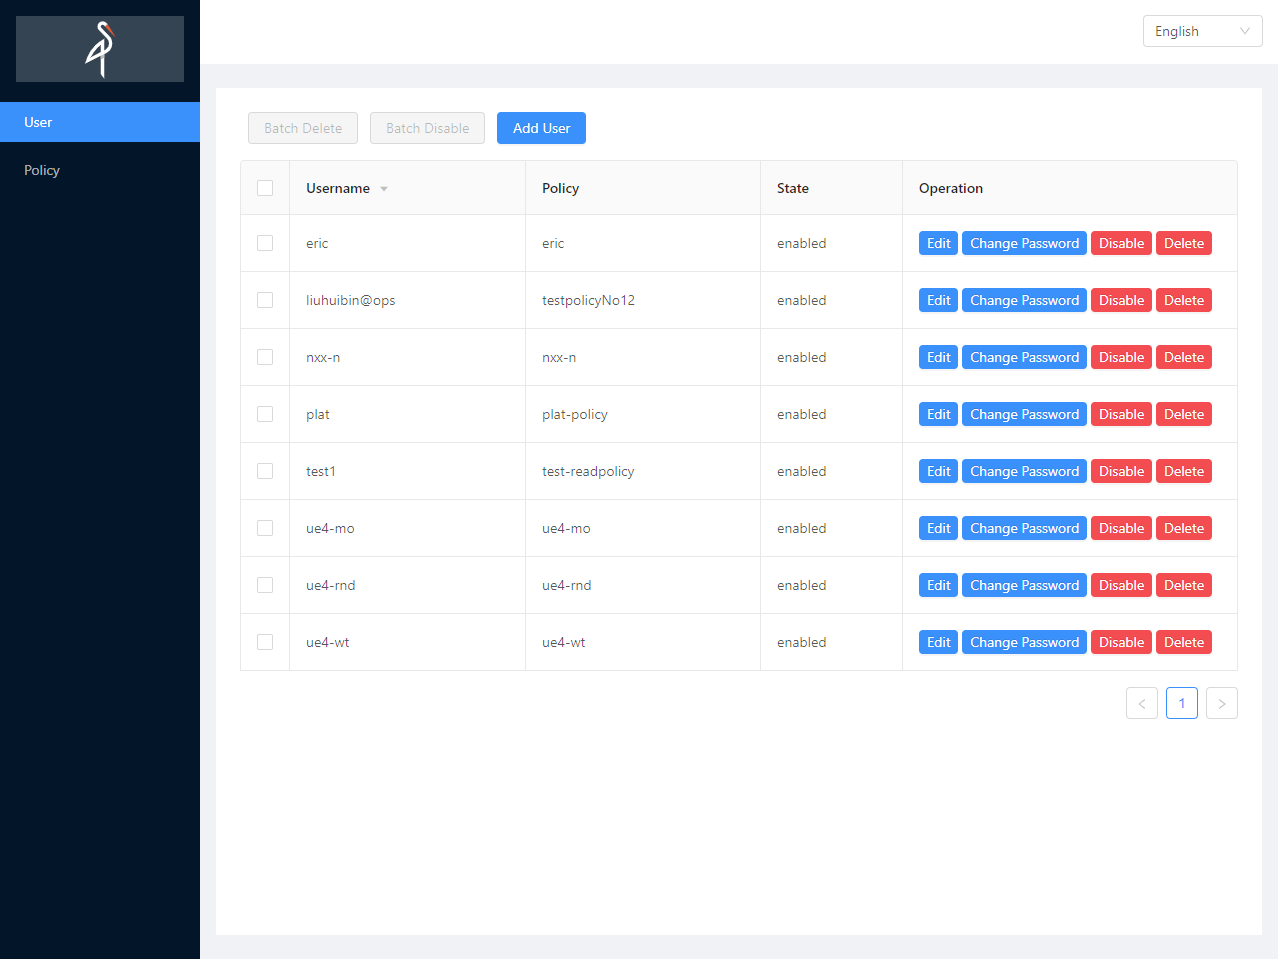 English
User
Policy
Batch Delete Batch Disable Add User
Username Policy State Operation
eric eric enabled Edit Change Password Disable Delete
liuhuibin@ops testpolicyNo12 enabled Edit Change Password Disable Delete
nxx-n nxx-n enabled Edit Change Password Disable Delete
plat plat-policy enabled Edit Change Password Disable Delete
test1 test-readpolicy enabled Edit Change Password Disable Delete
ue4-mo ue4-mo enabled Edit Change Password Disable Delete
ue4-rnd ue4-rnd enabled Edit Change Password Disable Delete
ue4-wt ue4-wt enabled Edit Change Password Disable Delete
< 1 >